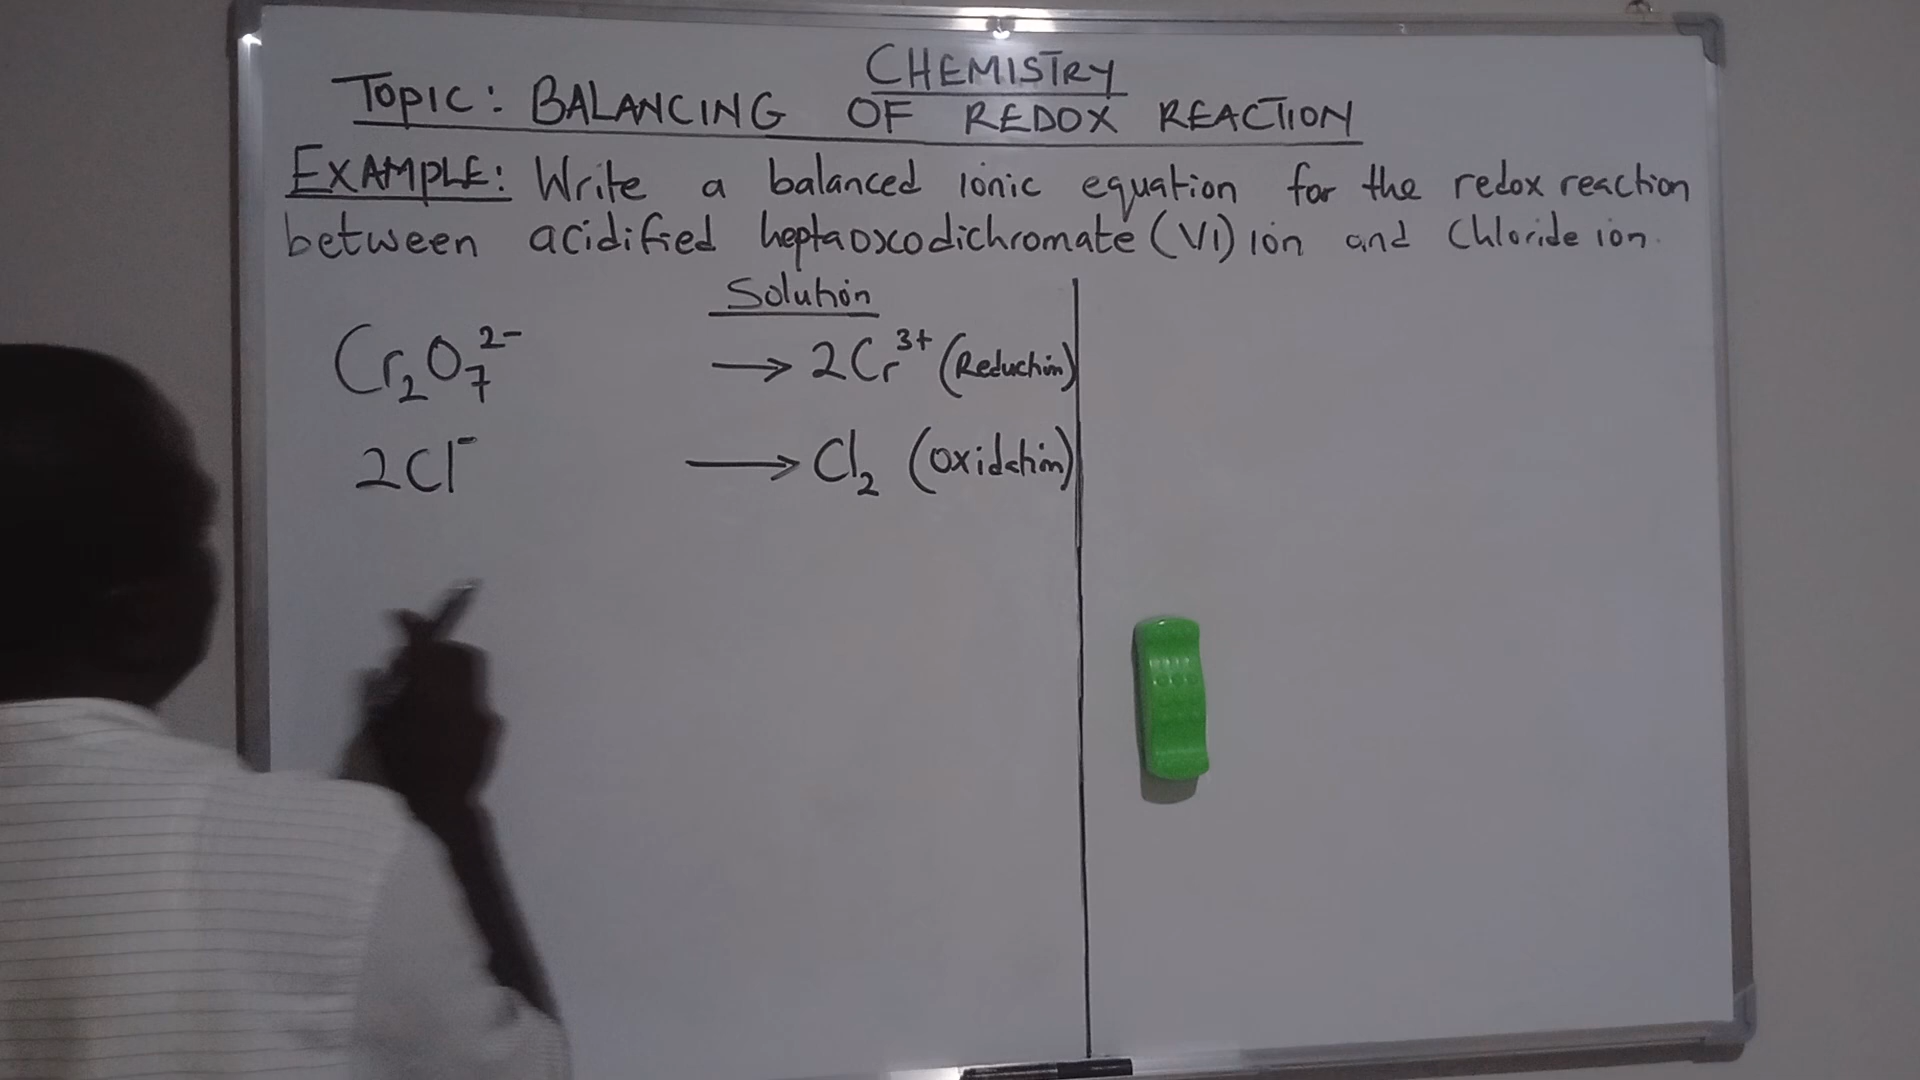 CHEMISTRY
TOPIC: BALANCING OF REDOX REACTION
EXAMPLE: Write a balanced ionic equation for the redox reaction
between acidified heptaoxodichromate (VI) ion and Chloride ion.
Solution
Cr₂O₇²⁻ → 2Cr³⁺ (Reduction)
2Cl⁻ → Cl₂ (Oxidation)